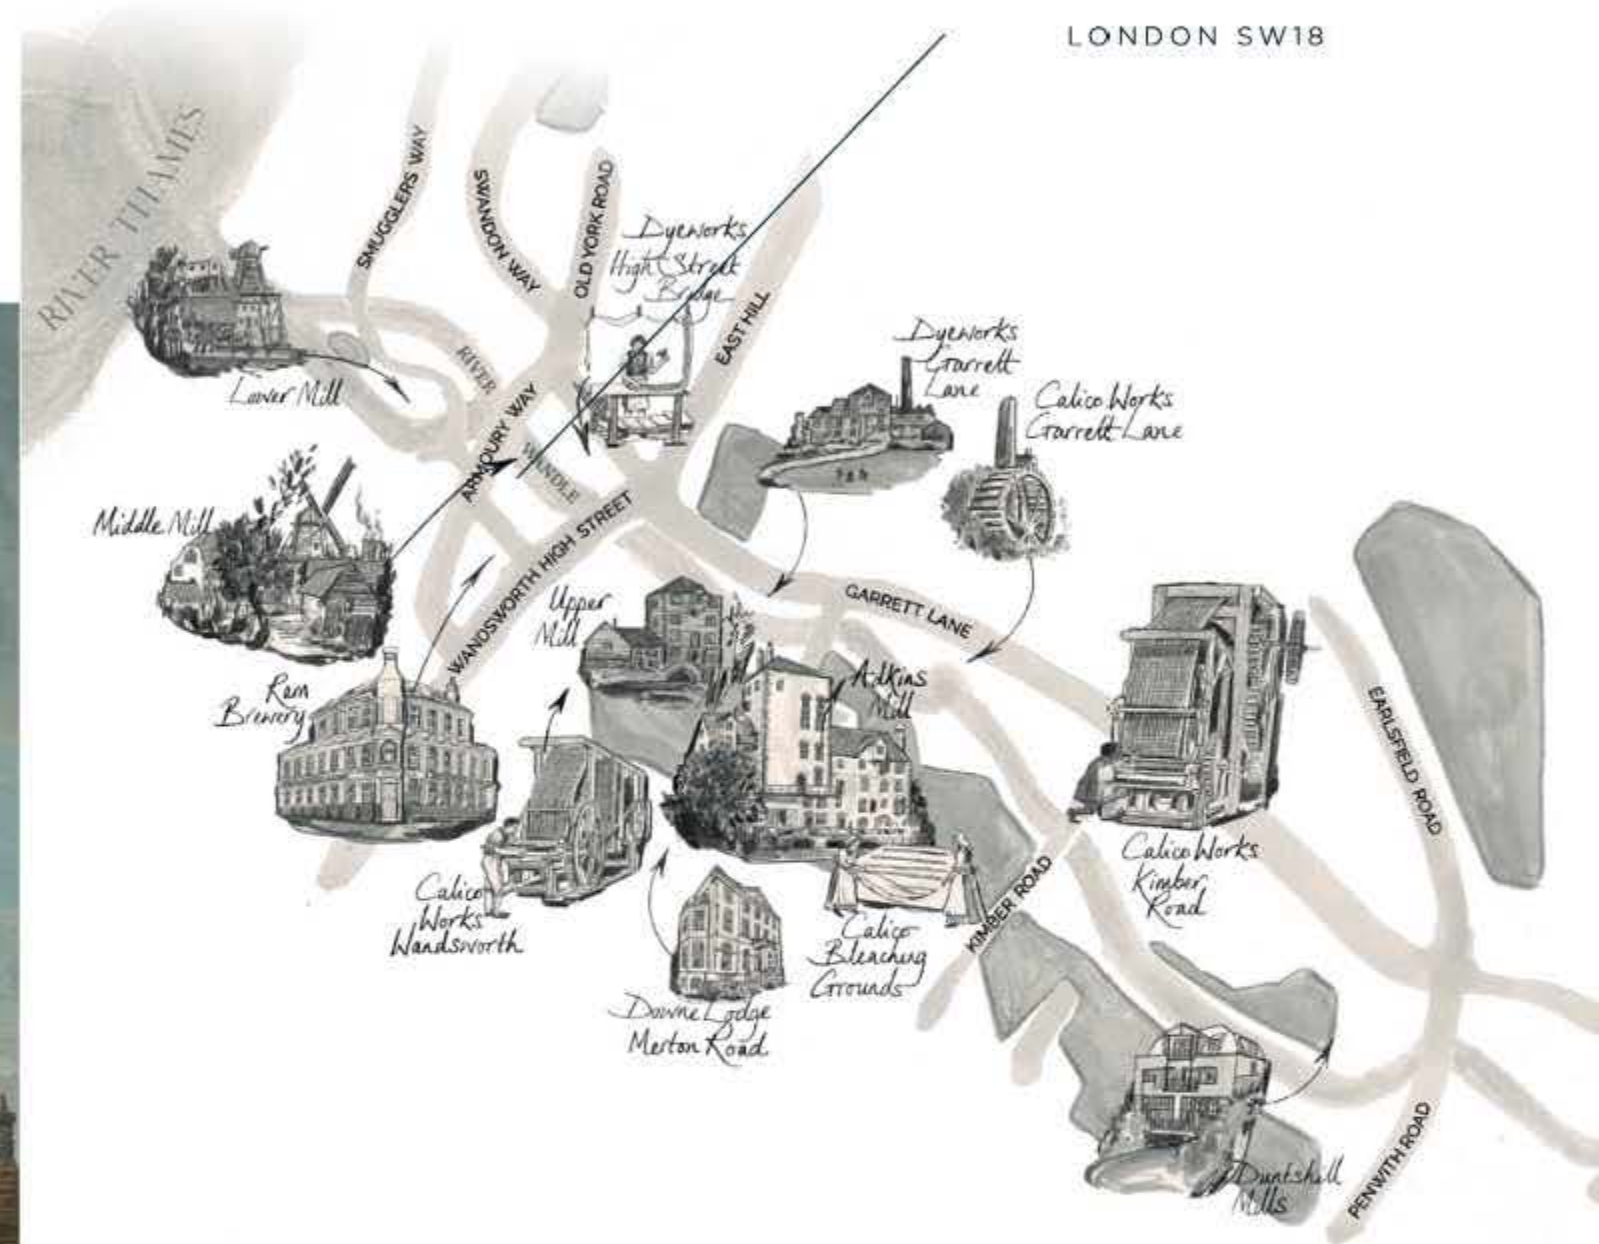 LONDON SW18
RIVER THAMES
SMUGGLERS WAY
SWANDON WAY
OLD YORK ROAD
Dyeworks
High Street
Bridge
EAST HILL
Lower Mill
RIVER
WANDLE
ARMOURY WAY
Dyeworks
Garrett
Lane
Calico Works
Garrett Lane
Middle Mill
WANDSWORTH HIGH STREET
Upper
Mill
GARRETT LANE
Ram
Brewery
Adkins
Mill
EARLSFIELD ROAD
Calico
Works
Wandsworth
Calico Works
Kimber
Road
KIMBER ROAD
Calico
Bleaching
Grounds
Downe Lodge
Merton Road
Duntshill
Mills
PENWITH ROAD